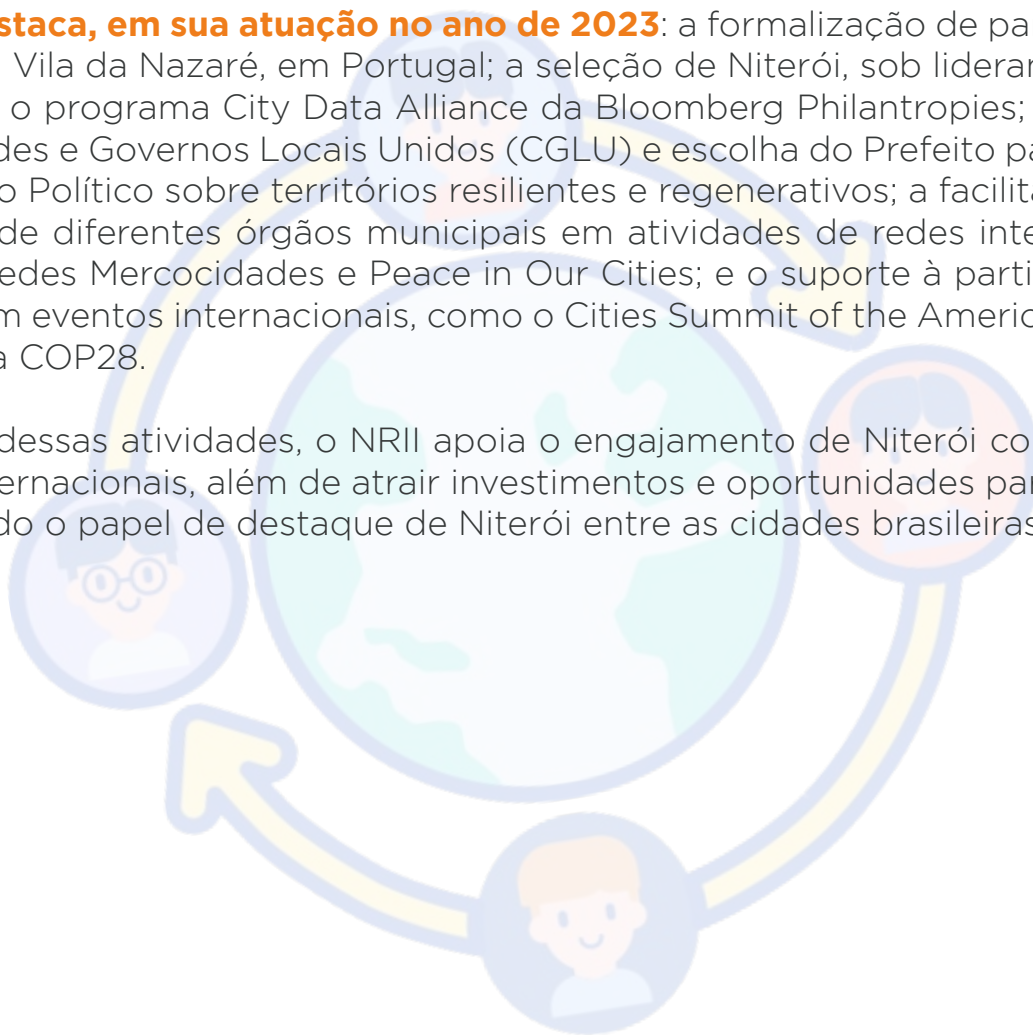 staca, em sua atuação no ano de 2023: a formalização de pa
Vila da Nazaré, em Portugal; a seleção de Niterói, sob lideran
o programa City Data Alliance da Bloomberg Philantropies;
des e Governos Locais Unidos (CGLU) e escolha do Prefeito pa
o Político sobre territórios resilientes e regenerativos; a facilita
de diferentes órgãos municipais em atividades de redes inte
edes Mercocidades e Peace in Our Cities; e o suporte à parti
m eventos internacionais, como o Cities Summit of the Americ
a COP28.
dessas atividades, o NRII apoia o engajamento de Niterói co
ernacionais, além de atrair investimentos e oportunidades par
do o papel de destaque de Niterói entre as cidades brasileiras